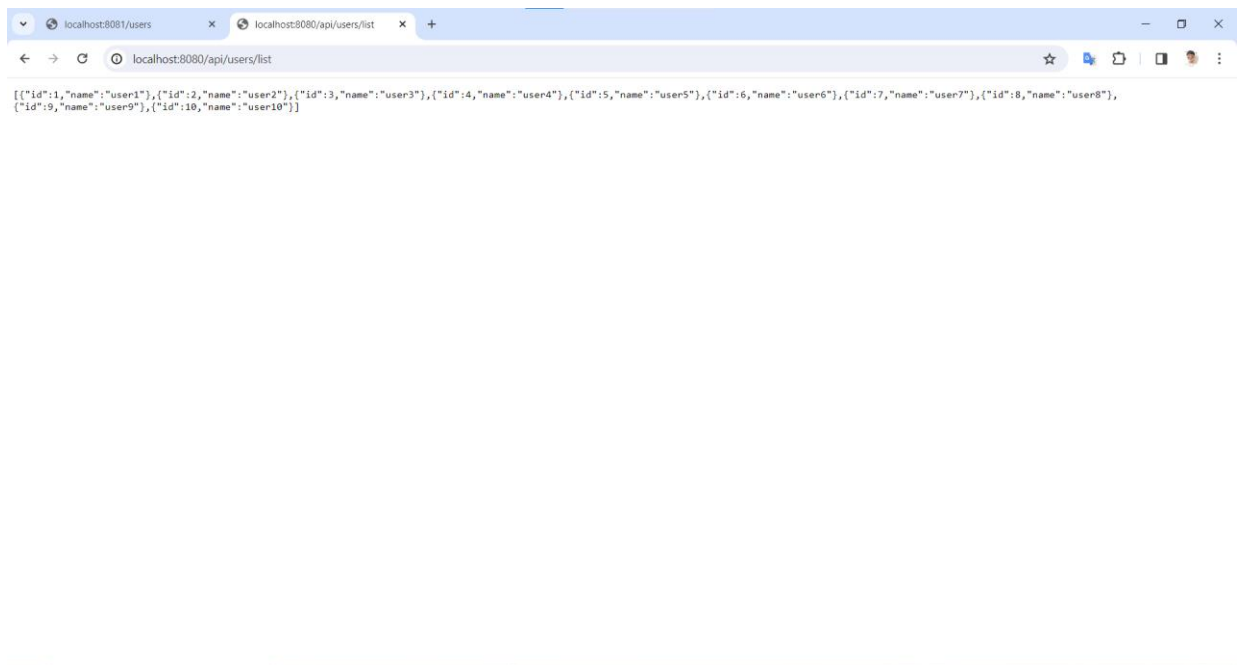 localhost:8081/users
localhost:8080/api/users/list
localhost:8080/api/users/list
[{"id":1,"name":"user1"},{"id":2,"name":"user2"},{"id":3,"name":"user3"},{"id":4,"name":"user4"},{"id":5,"name":"user5"},{"id":6,"name":"user6"},{"id":7,"name":"user7"},{"id":8,"name":"user8"},
{"id":9,"name":"user9"},{"id":10,"name":"user10"}]